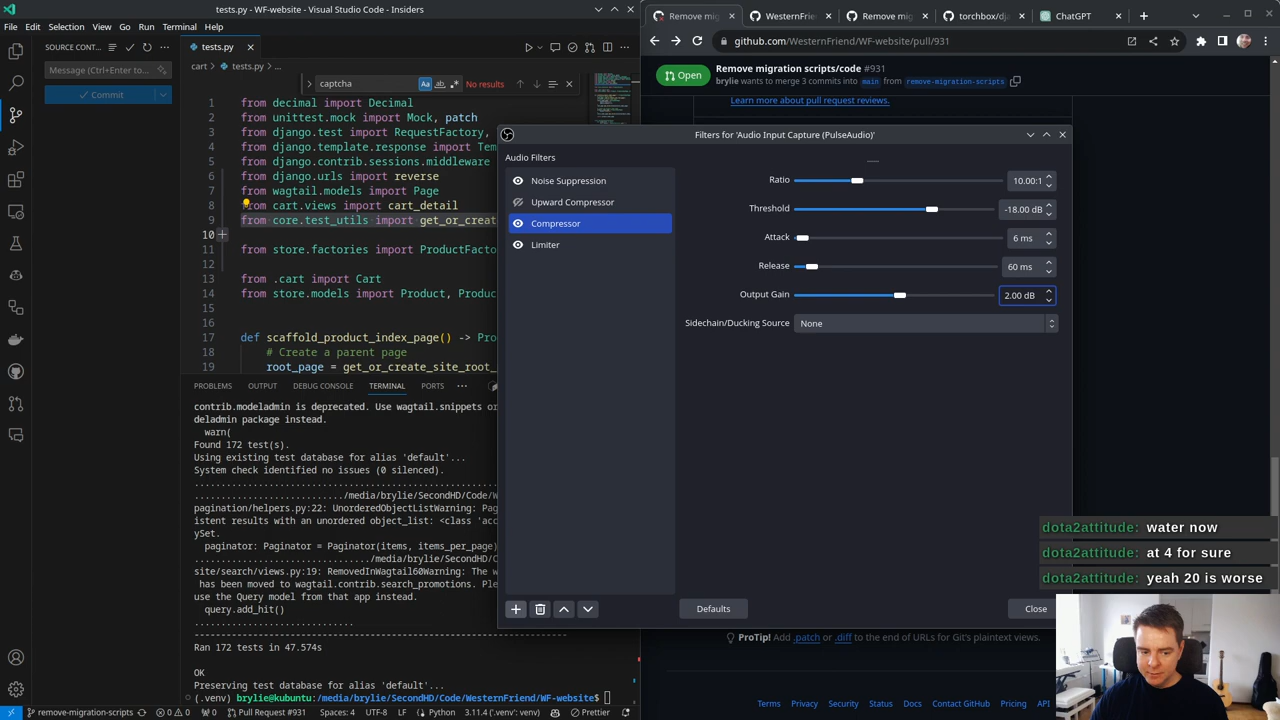 tests.py - WF-website - Visual Studio Code - Insiders
File Edit Selection View Go Run Terminal Help
SOURCE CONT...
Message (Ctrl+Enter to...
Commit
tests.py
cart > tests.py > ...
captcha
Aa
No results
1 from decimal import Decimal
2 from unittest.mock import Mock, patch
3 from django.test import RequestFactory,
4 from django.template.response import Tem
5 from django.contrib.sessions.middleware
6 from django.urls import reverse
7 from wagtail.models import Page
8 from cart.views import cart_detail
9 from core.test_utils import get_or_creat
10
11 from store.factories import ProductFacto
12
13 from .cart import Cart
14 from store.models import Product, Produc
15
16
17 def scaffold_product_index_page() -> Pro
18 # Create a parent page
19 root_page = get_or_create_site_root_
PROBLEMS OUTPUT DEBUG CONSOLE TERMINAL PORTS ...
contrib.modeladmin is deprecated. Use wagtail.snippets or
deladmin package instead.
warn(
Found 172 test(s).
Using existing test database for alias 'default'...
System check identified no issues (0 silenced).
........................../media/brylie/SecondHD/Code/W
pagination/helpers.py:22: UnorderedObjectListWarning: Pag
istent results with an unordered object_list: <class 'acc
ySet.
paginator: Paginator = Paginator(items, items_per_page)
site/search/views.py:19: RemovedInWagtail60Warning: The w
has been moved to wagtail.contrib.search_promotions. Ple
use the Query model from that app instead.
query.add_hit()
............................
----------------------------------------------------------------------
Ran 172 tests in 47.574s
OK
Preserving test database for alias 'default'...
(.venv) brylie@kubuntu:/media/brylie/SecondHD/Code/WesternFriend/WF-website$
remove-migration-scripts 0 0 0 Pull Request #931 Spaces: 4 UTF-8 LF Python 3.11.4 ('.venv': venv) Prettier
Remove mig
WesternFrie
Remove mig
torchbox/dj
ChatGPT
github.com/WesternFriend/WF-website/pull/931
Open
Remove migration scripts/code #931
brylie wants to merge 3 commits into main from remove-migration-scripts
Learn more about pull request reviews.
Filters for 'Audio Input Capture (PulseAudio)'
Audio Filters
Noise Suppression
Upward Compressor
Compressor
Limiter
Ratio 10.00:1
Threshold -18.00 dB
Attack 6 ms
Release 60 ms
Output Gain 2.00 dB
Sidechain/Ducking Source None
Defaults
Close
dota2attitude: water now
dota2attitude: at 4 for sure
dota2attitude: yeah 20 is worse
ProTip! Add .patch or .diff to the end of URLs for Git's plaintext views.
Terms Privacy Security Status Docs Contact GitHub Pricing API